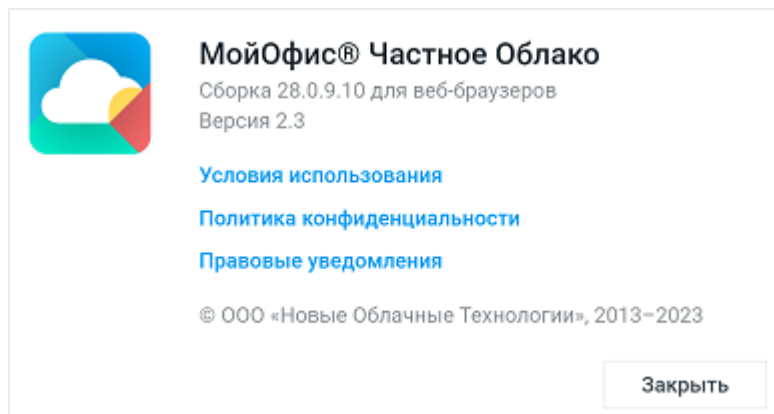 МойОфис® Частное Облако
Сборка 28.0.9.10 для веб-браузеров
Версия 2.3
Условия использования
Политика конфиденциальности
Правовые уведомления
© ООО «Новые Облачные Технологии», 2013–2023
Закрыть